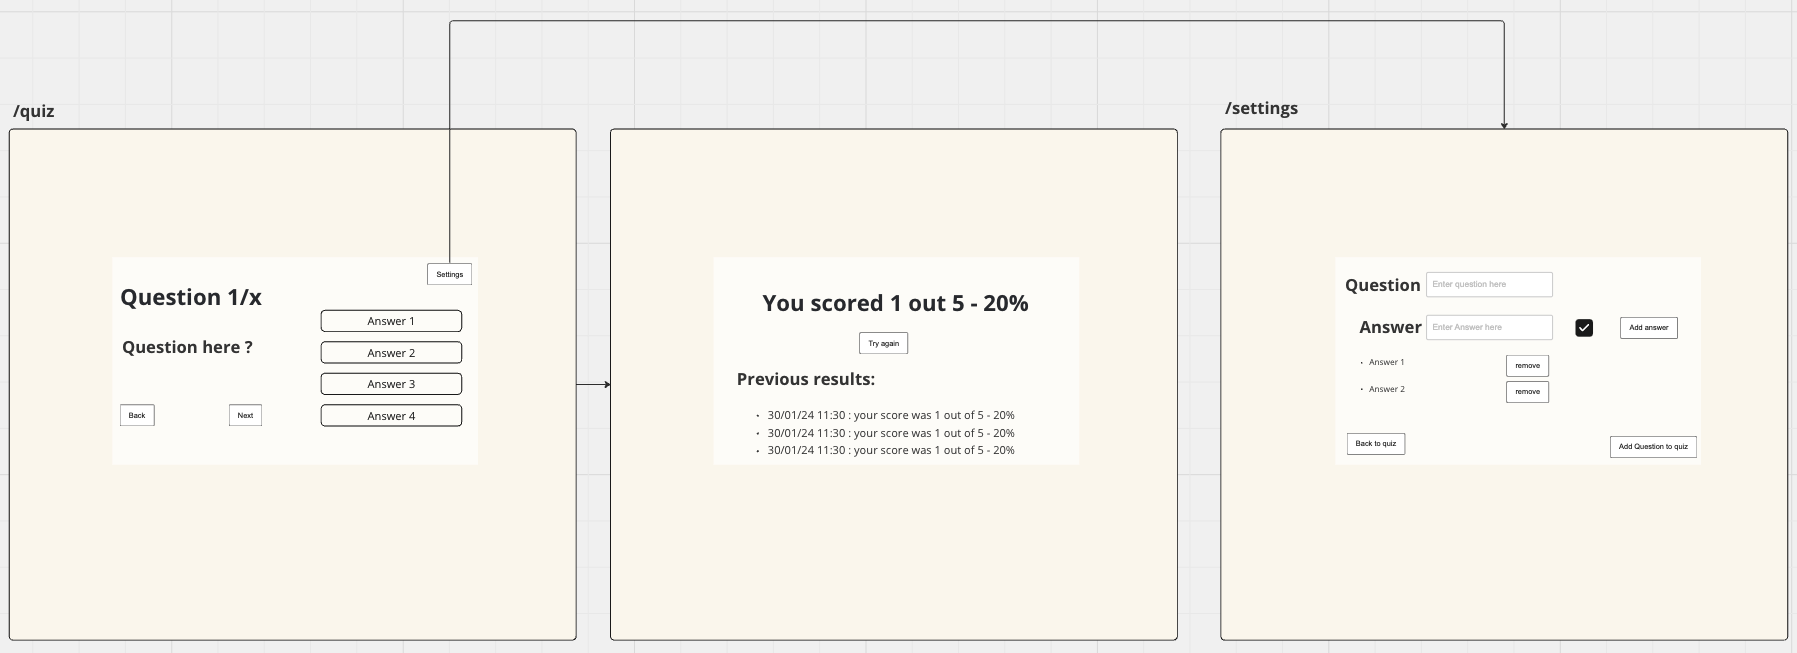 /quiz
Settings
Question 1/x
Question here ?
Answer 1
Answer 2
Answer 3
Answer 4
Back
Next
You scored 1 out 5 - 20%
Try again
Previous results:
· 30/01/24 11:30 : your score was 1 out of 5 - 20%
· 30/01/24 11:30 : your score was 1 out of 5 - 20%
· 30/01/24 11:30 : your score was 1 out of 5 - 20%
/settings
Question Enter question here
Answer Enter Answer here Add answer
· Answer 1 remove
· Answer 2 remove
Back to quiz
Add Question to quiz